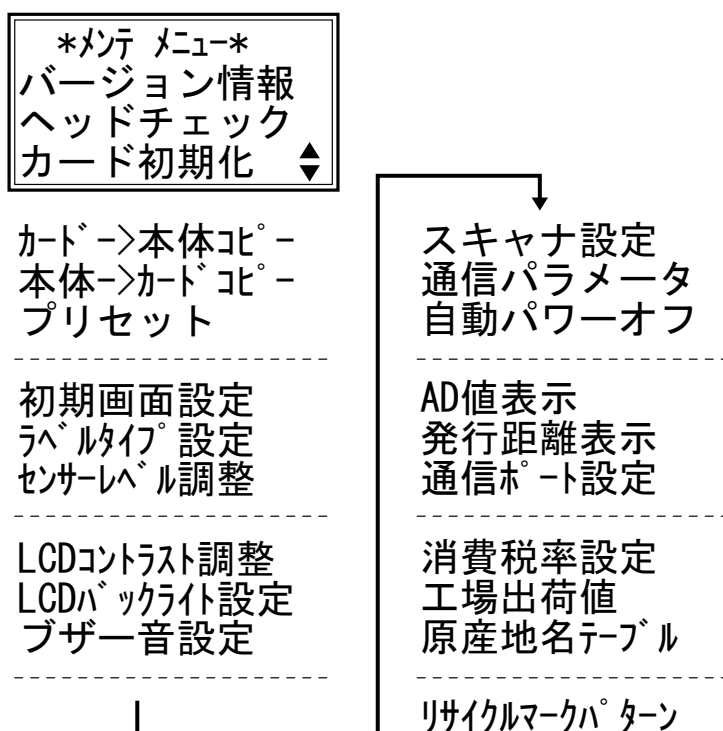 *ﾒﾝﾃ ﾒﾆｭｰ*
バージョン情報
ヘッドチェック
カード初期化
ｶｰﾄﾞｰ>本体ｺﾋﾟｰ
本体ｰ>ｶｰﾄﾞｺﾋﾟｰ
プリセット
初期画面設定
ﾗﾍﾞﾙﾀｲﾌﾟ設定
ｾﾝｻｰﾚﾍﾞﾙ調整
LCDｺﾝﾄﾗｽﾄ調整
LCDﾊﾞｯｸﾗｲﾄ設定
ブザー音設定
スキャナ設定
通信パラメータ
自動パワーオフ
AD値表示
発行距離表示
通信ﾎﾟｰﾄ設定
消費税率設定
工場出荷値
原産地名ﾃｰﾌﾞﾙ
ﾘｻｲｸﾙﾏｰｸﾊﾟﾀｰﾝ